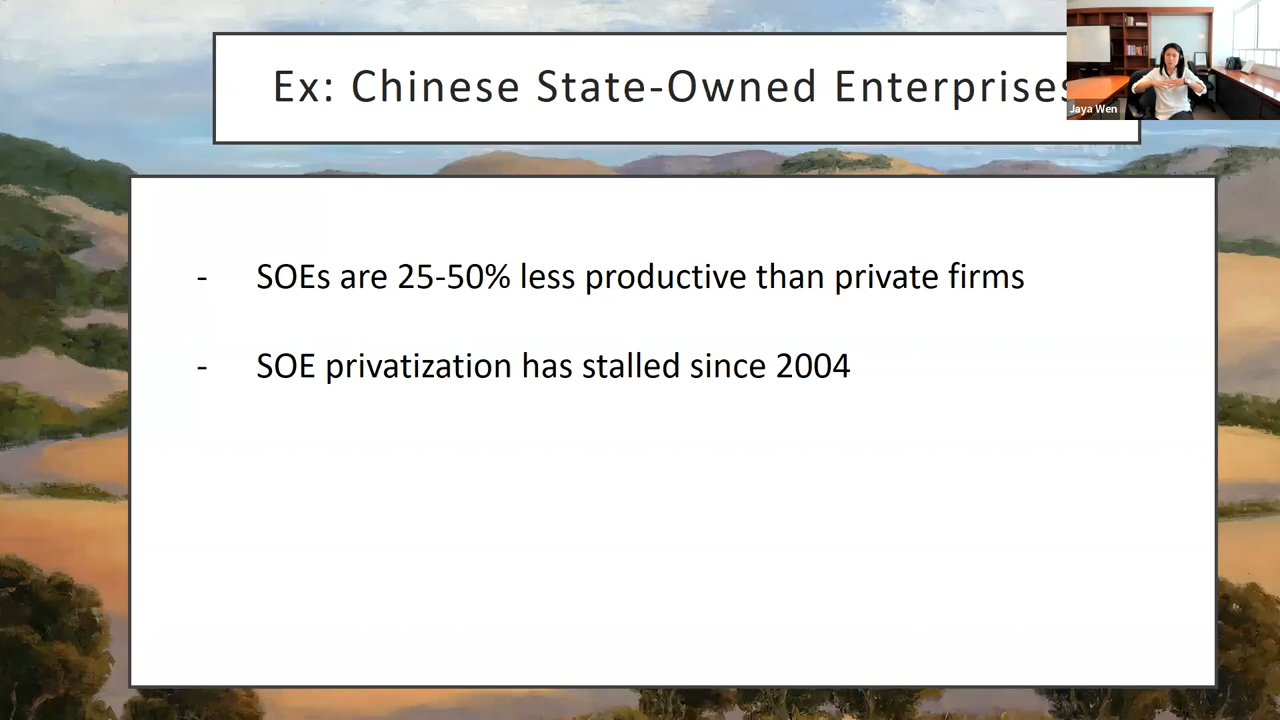 Ex: Chinese State-Owned Enterprises
Jaya Wen
- SOEs are 25-50% less productive than private firms
- SOE privatization has stalled since 2004